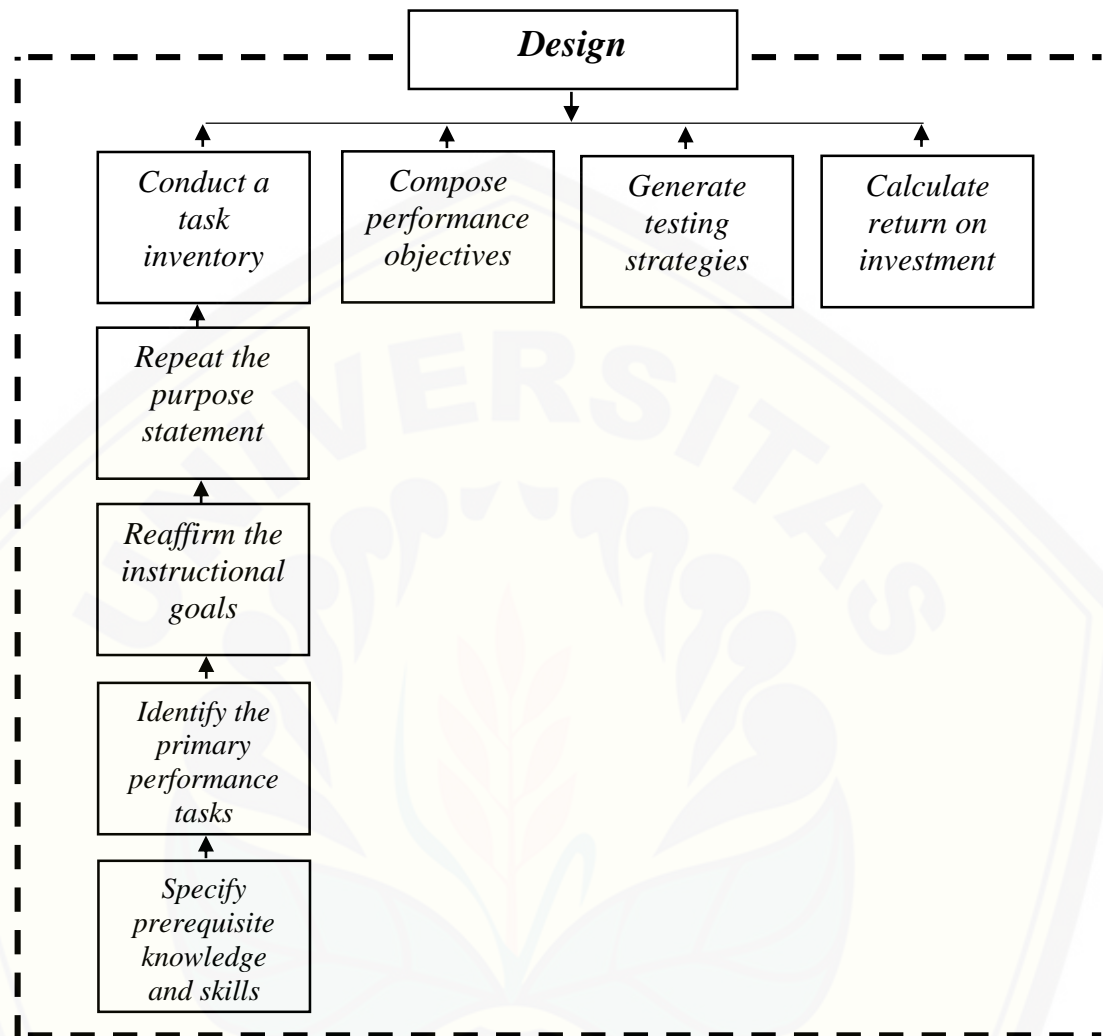 Design
Conduct a
task
inventory
Compose
performance
objectives
Generate
testing
strategies
Calculate
return on
investment
Repeat the
purpose
statement
Reaffirm the
instructional
goals
Identify the
primary
performance
tasks
Specify
prerequisite
knowledge
and skills
UNIVERSITAS